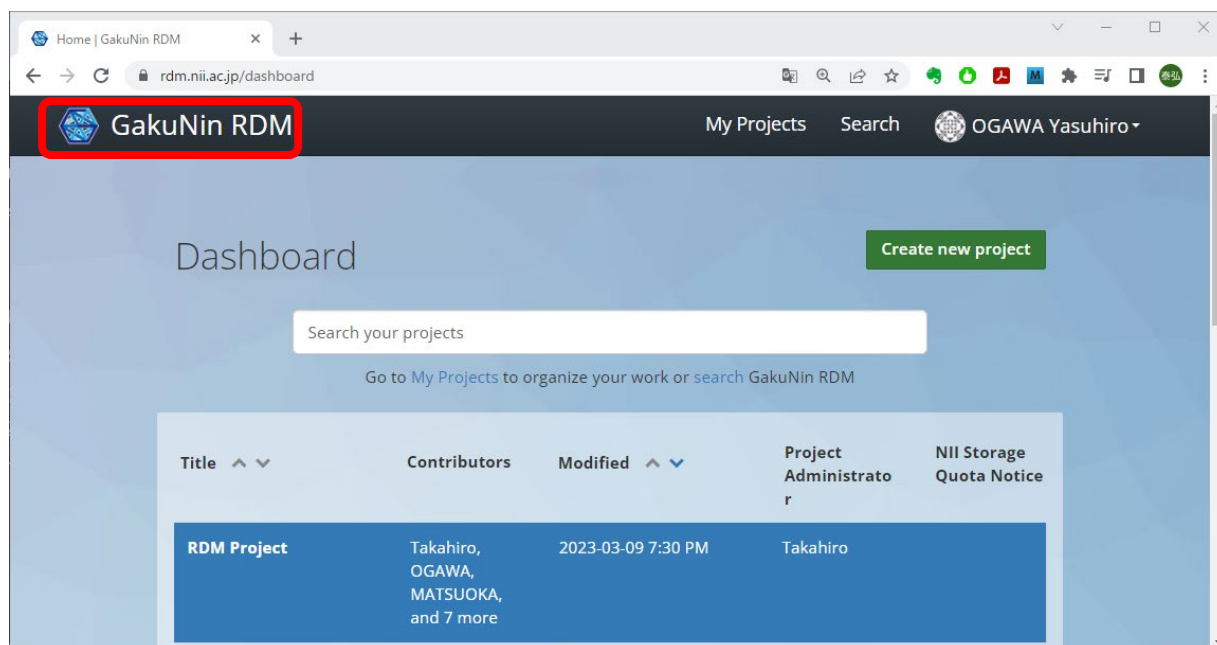 Home | GakuNin RDM
rdm.nii.ac.jp/dashboard
泰弘
GakuNin RDM
My Projects
Search
OGAWA Yasuhiro
Dashboard
Create new project
Search your projects
Go to My Projects to organize your work or search GakuNin RDM
Title
Contributors
Modified
Project
Administrato
r
NII Storage
Quota Notice
RDM Project
Takahiro,
OGAWA,
MATSUOKA,
and 7 more
2023-03-09 7:30 PM
Takahiro